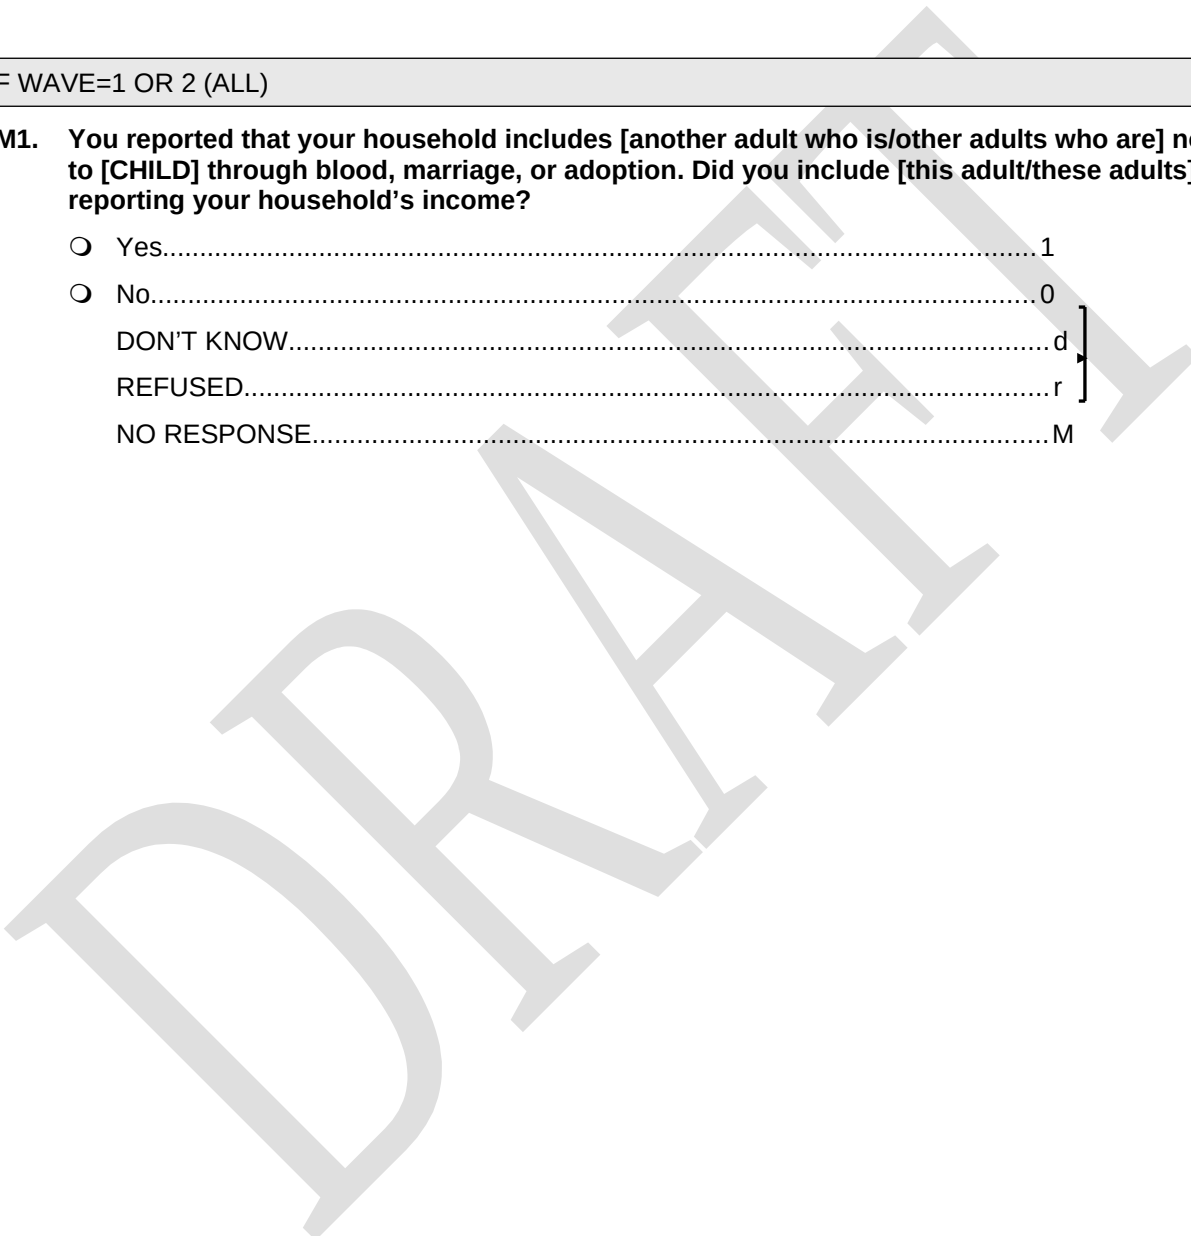 F WAVE=1 OR 2 (ALL)
M1. You reported that your household includes [another adult who is/other adults who are]
to [CHILD] through blood, marriage, or adoption. Did you include [this adult/these adults]
reporting your household's income?
Yes 1
No 0
DON'T KNOW d
REFUSED r
NO RESPONSE M
DRAFT